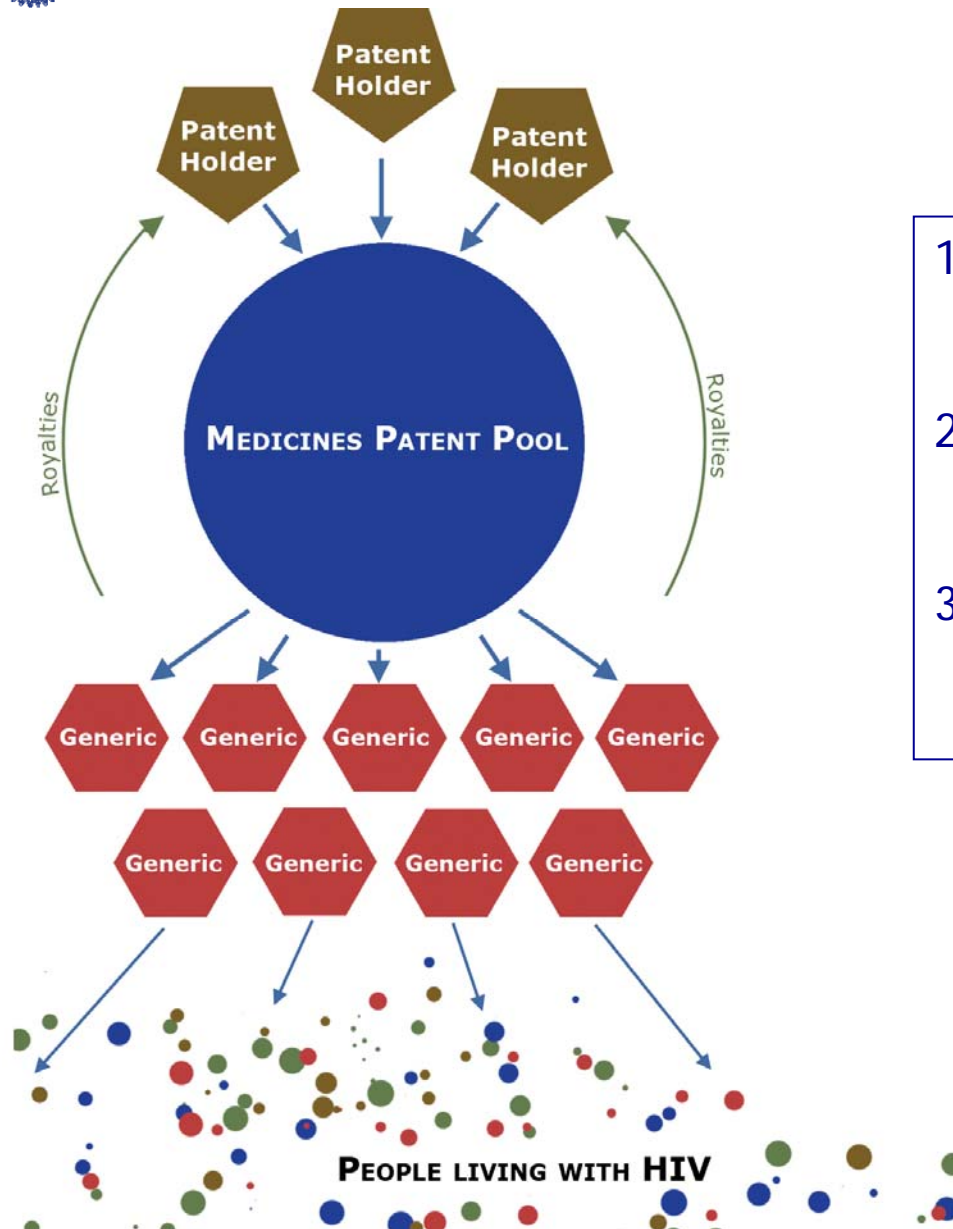 Patent
Holder
Patent
Holder
Patent
Holder
Royalties
Royalties
MEDICINES PATENT POOL
Generic Generic Generic Generic Generic
Generic Generic Generic Generic
PEOPLE LIVING WITH HIV
1
2
3